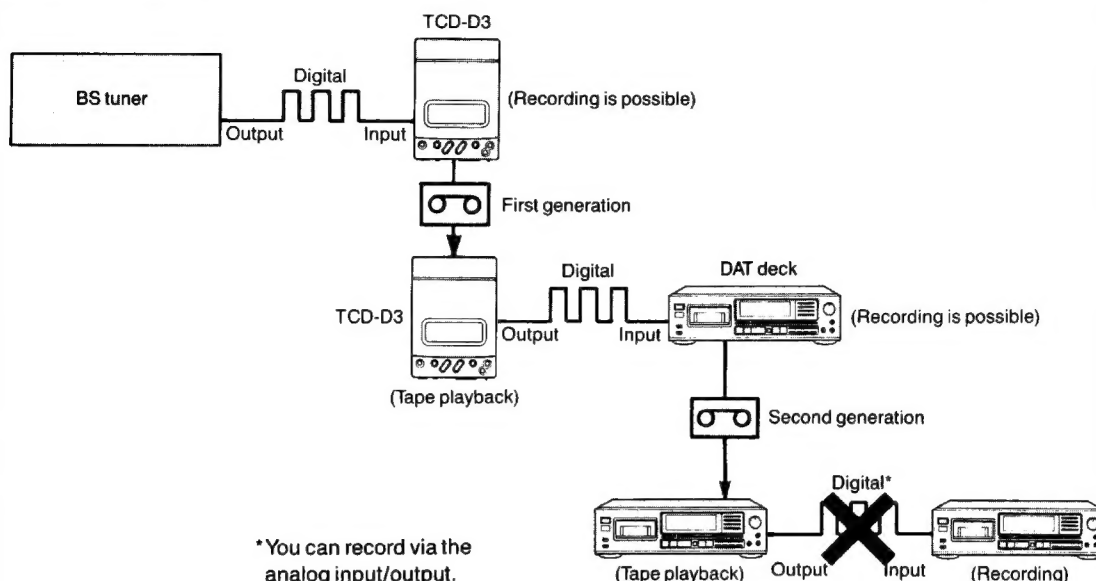 TCD-D3
BS tuner
Digital
(Recording is possible)
Output
Input
First generation
Digital
DAT deck
TCD-D3
Output
Input
(Recording is possible)
(Tape playback)
Second generation
Digital*
*You can record via the
analog input/output.
(Tape playback)
Output
Input
(Recording)